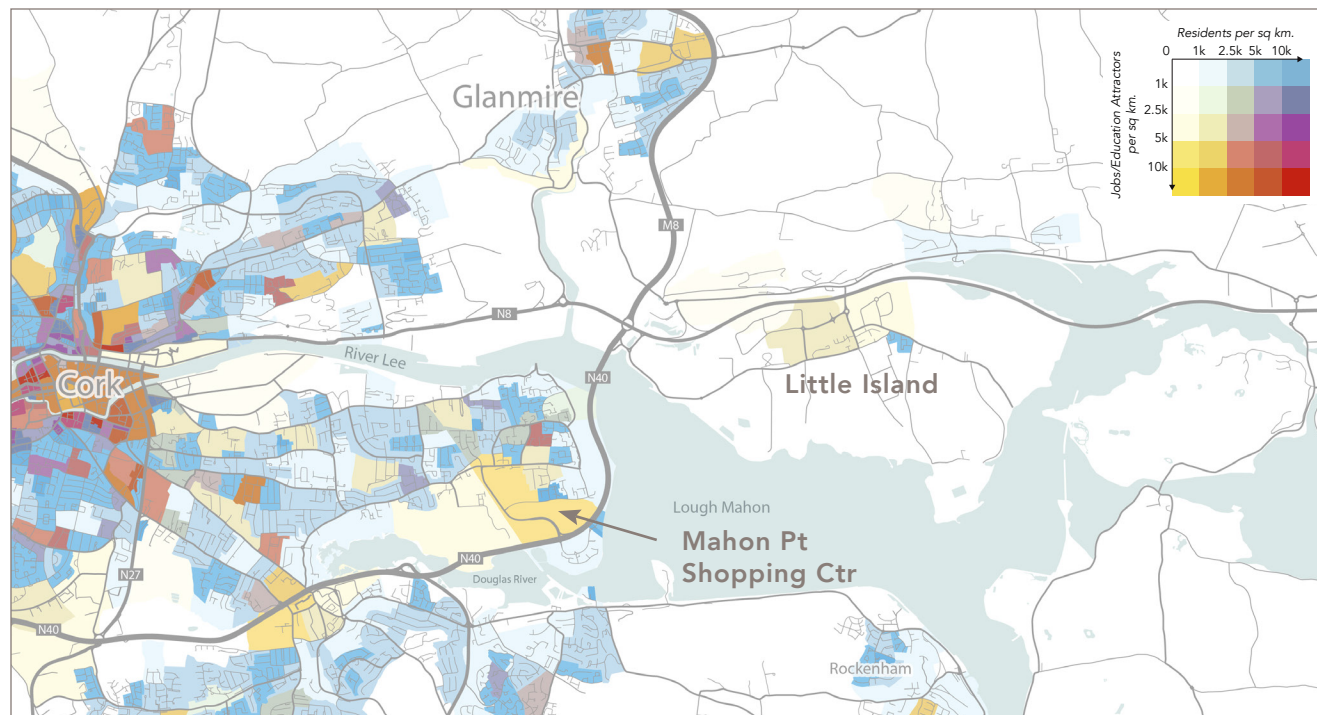 Residents per sq km.
0 1k 2.5k 5k 10k
Jobs/Education Attractors
per sq km.
1k
2.5k
5k
10k
Glanmire
M8
N8
River Lee
Cork
N40
Little Island
Lough Mahon
Mahon Pt
Shopping Ctr
N40
Douglas River
N27
N40
Rockenham